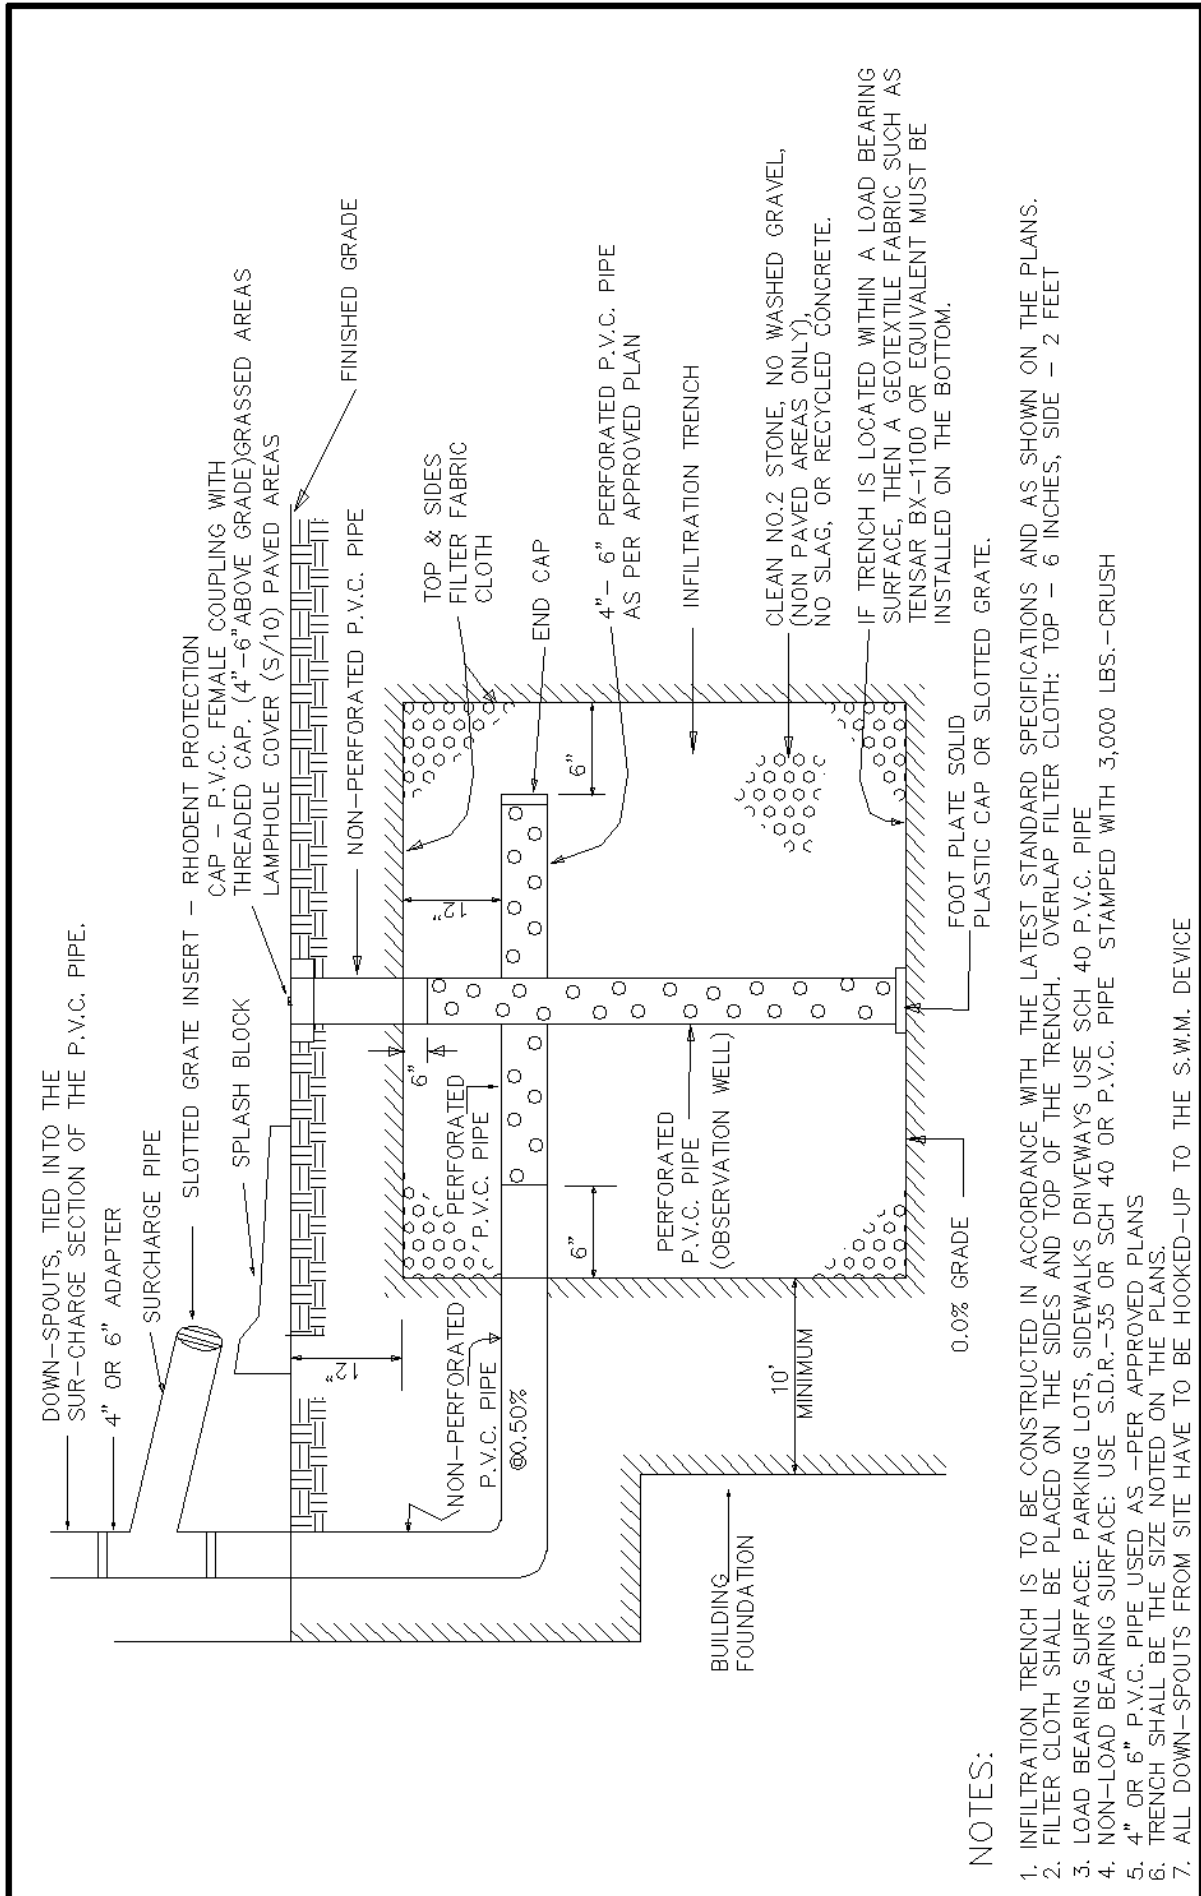 DOWN-SPOUTS, TIED INTO THE
SUR-CHARGE SECTION OF THE P.V.C. PIPE.
4" OR 6" ADAPTER
SURCHARGE PIPE
SLOTTED GRATE INSERT - RHODENT PROTECTION
SPLASH BLOCK
CAP - P.V.C. FEMALE COUPLING WITH
THREADED CAP. (4"-6"ABOVE GRADE)GRASSED AREAS
LAMPHOLE COVER (S/10) PAVED AREAS
FINISHED GRADE
NON-PERFORATED P.V.C. PIPE
12"
6"
12"
TOP & SIDES
FILTER FABRIC
CLOTH
END CAP
4"- 6" PERFORATED P.V.C. PIPE
AS PER APPROVED PLAN
NON-PERFORATED
P.V.C. PIPE
@0.50%
PERFORATED
P.V.C. PIPE
6"
6"
INFILTRATION TRENCH
PERFORATED
P.V.C. PIPE
(OBSERVATION WELL)
CLEAN NO.2 STONE, NO WASHED GRAVEL,
(NON PAVED AREAS ONLY),
NO SLAG, OR RECYCLED CONCRETE.
BUILDING
FOUNDATION
10'
MINIMUM
IF TRENCH IS LOCATED WITHIN A LOAD BEARING
SURFACE, THEN A GEOTEXTILE FABRIC SUCH AS
TENSAR BX-1100 OR EQUIVALENT MUST BE
INSTALLED ON THE BOTTOM.
0.0% GRADE
FOOT PLATE SOLID
PLASTIC CAP OR SLOTTED GRATE.
NOTES:
1. INFILTRATION TRENCH IS TO BE CONSTRUCTED IN ACCORDANCE WITH THE LATEST STANDARD SPECIFICATIONS AND AS SHOWN ON THE PLANS.
2. FILTER CLOTH SHALL BE PLACED ON THE SIDES AND TOP OF THE TRENCH. OVERLAP FILTER CLOTH: TOP - 6 INCHES, SIDE - 2 FEET
3. LOAD BEARING SURFACE: PARKING LOTS, SIDEWALKS DRIVEWAYS USE SCH 40 P.V.C. PIPE
4. NON-LOAD BEARING SURFACE: USE S.D.R.-35 OR SCH 40 OR P.V.C. PIPE STAMPED WITH 3,000 LBS.-CRUSH
5. 4" OR 6" P.V.C. PIPE USED AS -PER APPROVED PLANS
6. TRENCH SHALL BE THE SIZE NOTED ON THE PLANS.
7. ALL DOWN-SPOUTS FROM SITE HAVE TO BE HOOKED-UP TO THE S.W.M. DEVICE